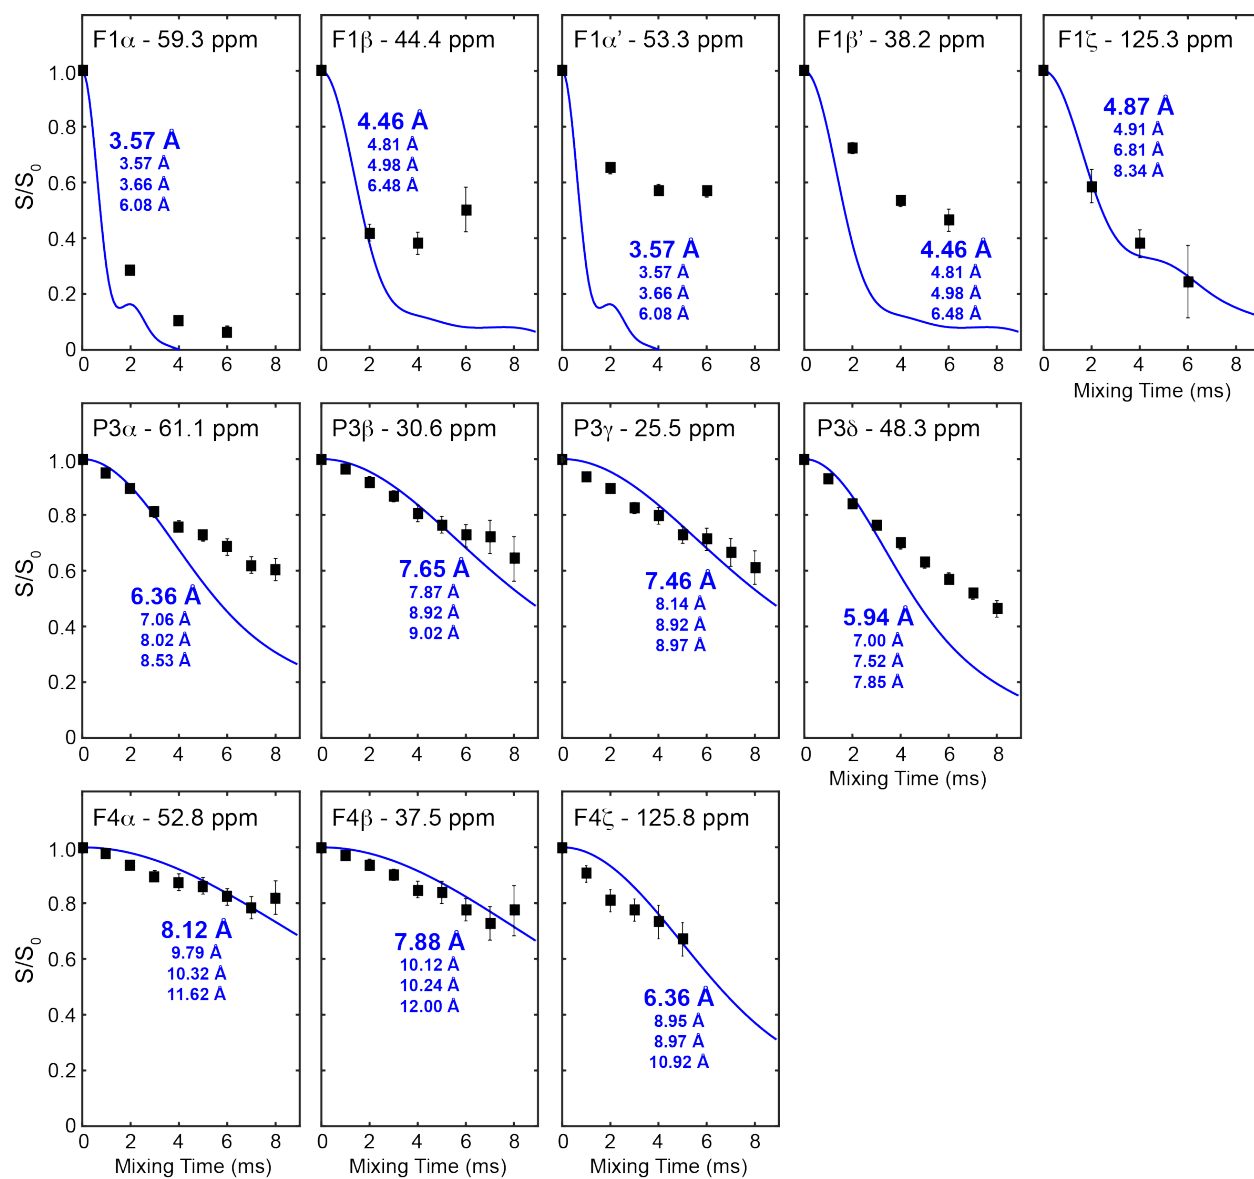 F1α - 59.3 ppm
F1β - 44.4 ppm
F1α’ - 53.3 ppm
F1β’ - 38.2 ppm
F1ζ - 125.3 ppm
S/S0
1.0
0.8
0.6
0.4
0.2
0
3.57 Å
3.57 Å
3.66 Å
6.08 Å
4.46 Å
4.81 Å
4.98 Å
6.48 Å
3.57 Å
3.57 Å
3.66 Å
6.08 Å
4.46 Å
4.81 Å
4.98 Å
6.48 Å
4.87 Å
4.91 Å
6.81 Å
8.34 Å
0 2 4 6 8
0 2 4 6 8
0 2 4 6 8
0 2 4 6 8
0 2 4 6 8
Mixing Time (ms)
P3α - 61.1 ppm
P3β - 30.6 ppm
P3γ - 25.5 ppm
P3δ - 48.3 ppm
S/S0
1.0
0.8
0.6
0.4
0.2
0
6.36 Å
7.06 Å
8.02 Å
8.53 Å
7.65 Å
7.87 Å
8.92 Å
9.02 Å
7.46 Å
8.14 Å
8.92 Å
8.97 Å
5.94 Å
7.00 Å
7.52 Å
7.85 Å
0 2 4 6 8
0 2 4 6 8
0 2 4 6 8
0 2 4 6 8
Mixing Time (ms)
F4α - 52.8 ppm
F4β - 37.5 ppm
F4ζ - 125.8 ppm
S/S0
1.0
0.8
0.6
0.4
0.2
0
8.12 Å
9.79 Å
10.32 Å
11.62 Å
7.88 Å
10.12 Å
10.24 Å
12.00 Å
6.36 Å
8.95 Å
8.97 Å
10.92 Å
0 2 4 6 8
0 2 4 6 8
0 2 4 6 8
Mixing Time (ms)
Mixing Time (ms)
Mixing Time (ms)